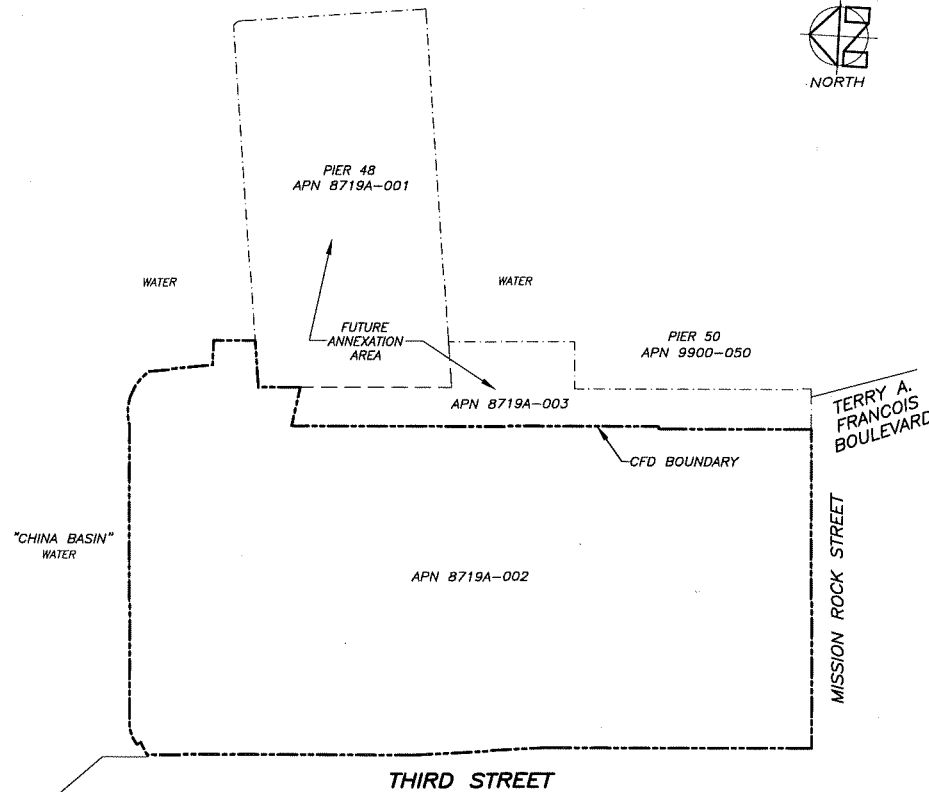 NORTH
PIER 48
APN 8719A-001
WATER
WATER
FUTURE
ANNEXATION
AREA
PIER 50
APN 9900-050
APN 8719A-003
TERRY A.
FRANCOIS
BOULEVARD
CFD BOUNDARY
"CHINA BASIN"
WATER
APN 8719A-002
MISSION ROCK STREET
THIRD STREET